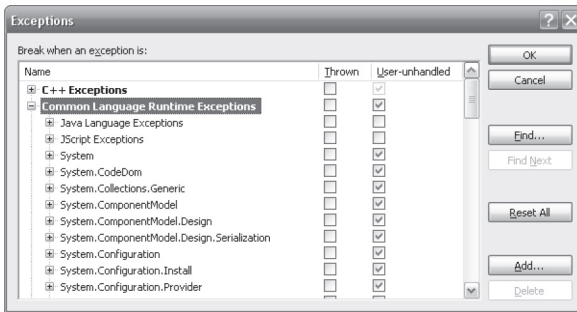 Exceptions
Break when an exception is:
Name Thrown User-unhandled
C++ Exceptions
Common Language Runtime Exceptions
Java Language Exceptions
JScript Exceptions
System
System.CodeDom
System.Collections.Generic
System.ComponentModel
System.ComponentModel.Design
System.ComponentModel.Design.Serialization
System.Configuration
System.Configuration.Install
System.Configuration.Provider
OK
Cancel
Find...
Find Next
Reset All
Add...
Delete